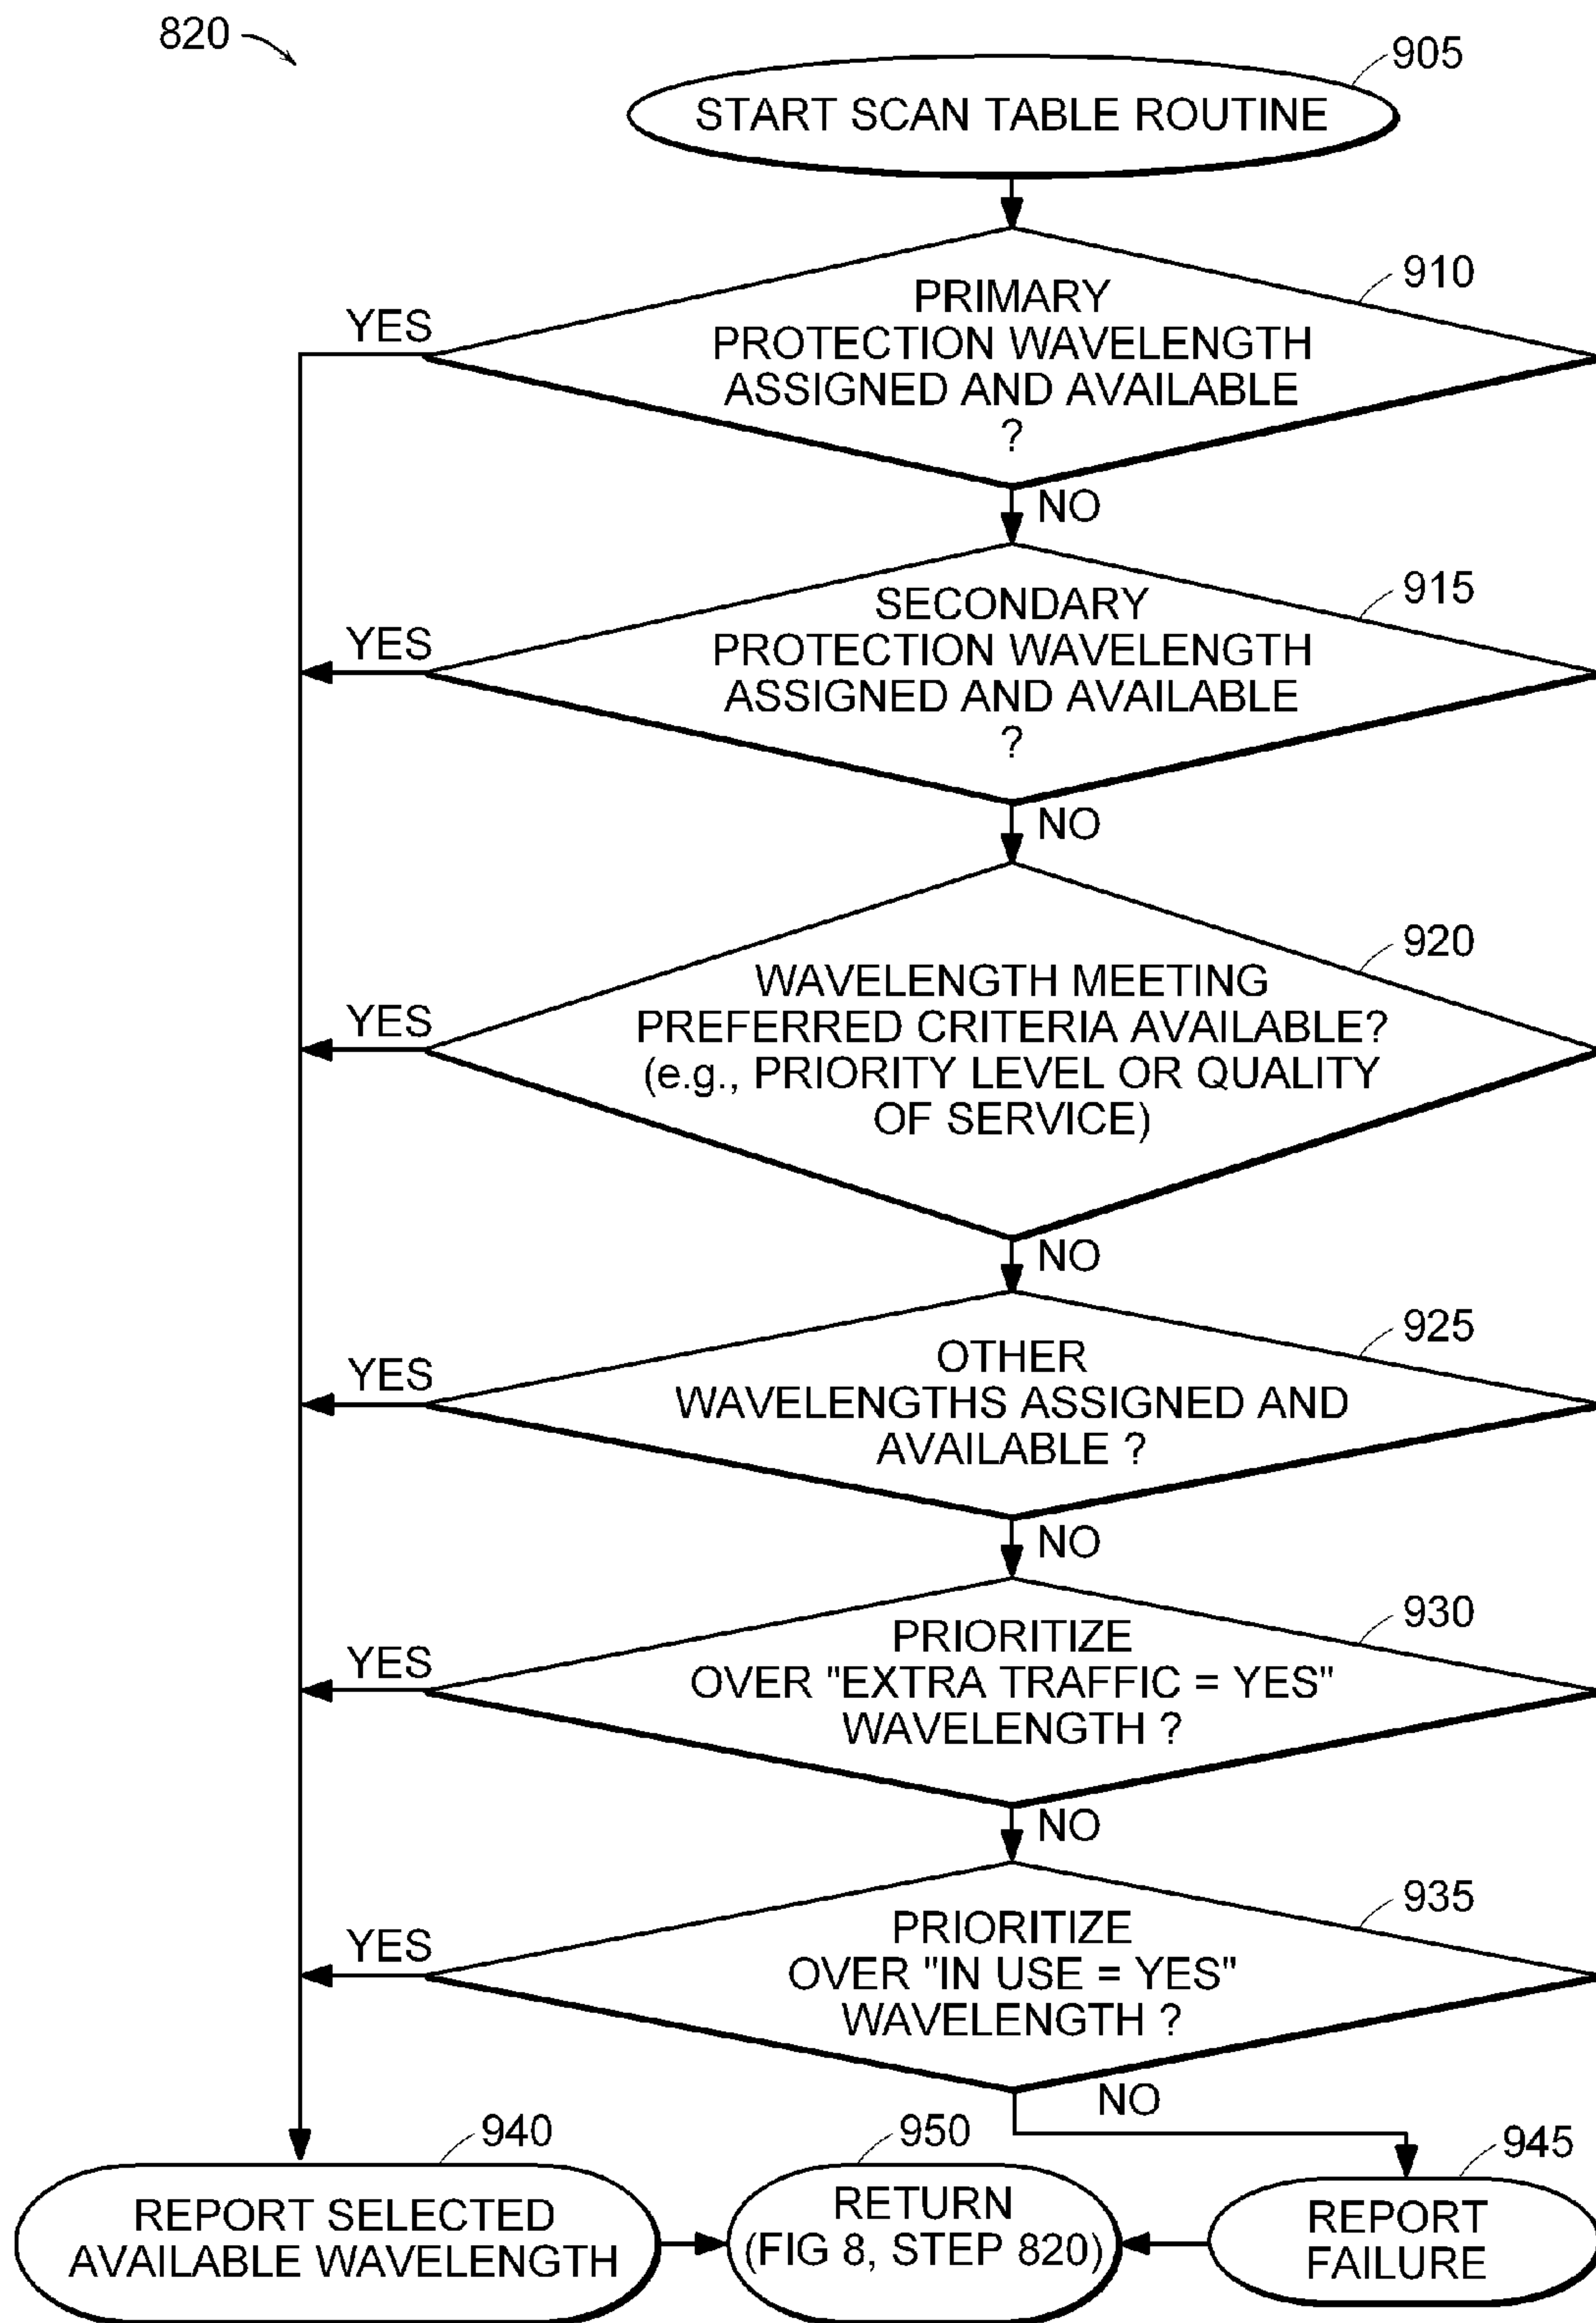 820
905
START SCAN TABLE ROUTINE
910
PRIMARY
PROTECTION WAVELENGTH
ASSIGNED AND AVAILABLE
?
YES
NO
915
SECONDARY
PROTECTION WAVELENGTH
ASSIGNED AND AVAILABLE
?
YES
NO
920
WAVELENGTH MEETING
PREFERRED CRITERIA AVAILABLE?
(e.g., PRIORITY LEVEL OR QUALITY
OF SERVICE)
YES
NO
925
OTHER
WAVELENGTHS ASSIGNED AND
AVAILABLE ?
YES
NO
930
PRIORITIZE
OVER "EXTRA TRAFFIC = YES"
WAVELENGTH ?
YES
NO
935
PRIORITIZE
OVER "IN USE = YES"
WAVELENGTH ?
YES
NO
940
REPORT SELECTED
AVAILABLE WAVELENGTH
950
RETURN
(FIG 8, STEP 820)
945
REPORT
FAILURE